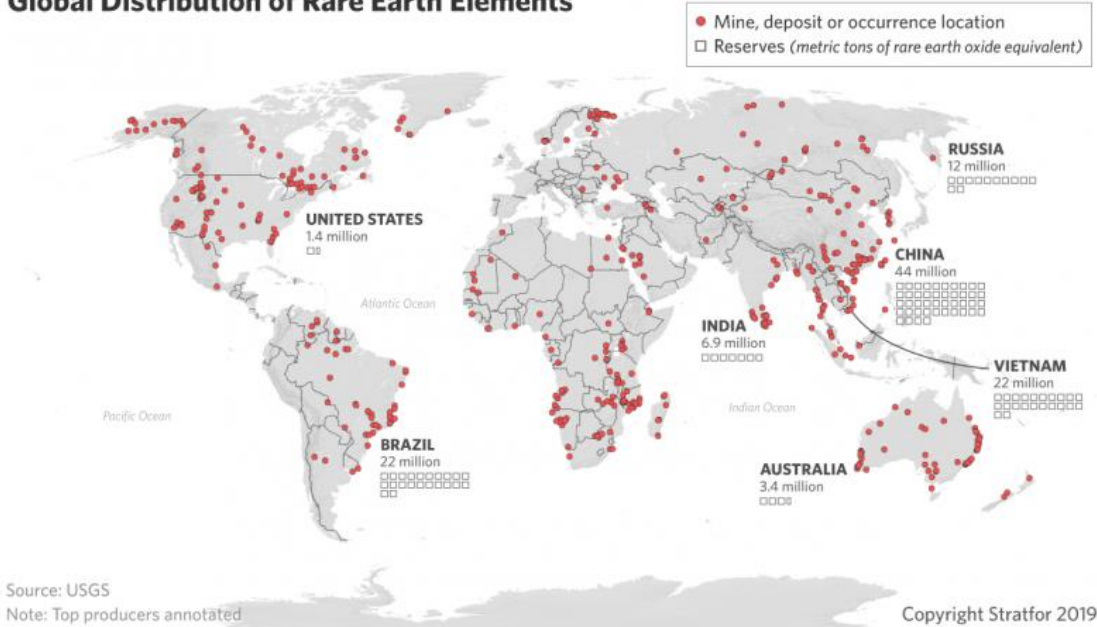 Global Distribution of Rare Earth Elements
Mine, deposit or occurrence location
Reserves (metric tons of rare earth oxide equivalent)
RUSSIA
12 million
UNITED STATES
1.4 million
CHINA
44 million
Atlantic Ocean
INDIA
6.9 million
VIETNAM
22 million
Pacific Ocean
Indian Ocean
BRAZIL
22 million
AUSTRALIA
3.4 million
Source: USGS
Note: Top producers annotated
Copyright Stratfor 2019